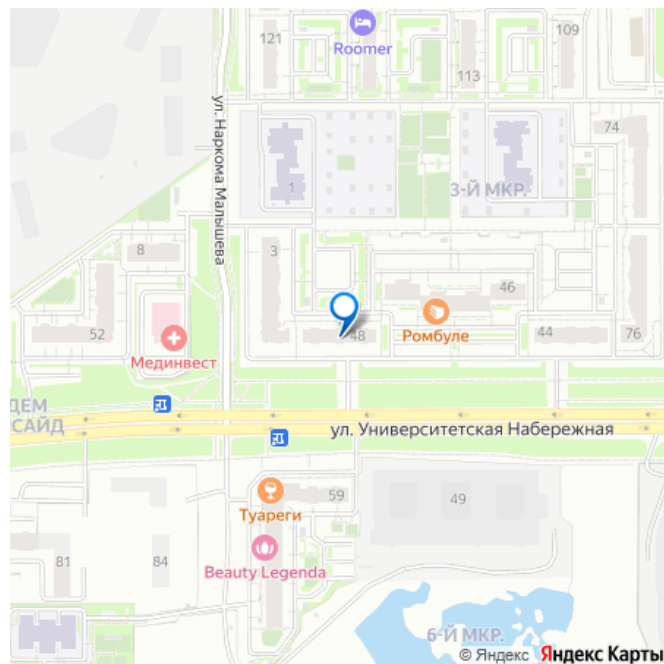 121
Roomer
109
113
ул. Наркома Малышева
74
1
3-Й МКР.
8
3
46
52
48
Ромбуле
44
76
Мединвест
ДЕМ
САЙД
ул. Университетская Набережная
59
49
Туареги
81
84
Beauty Legenda
6-Й МКР.
© Яндекс Яндекс Карты